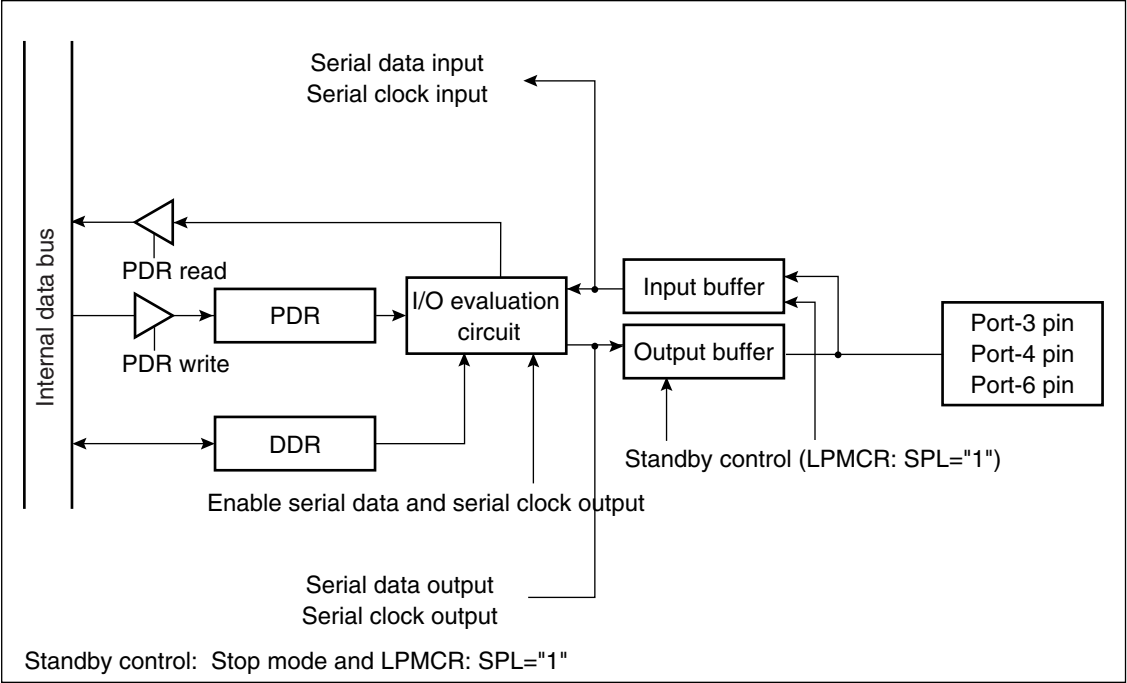 Serial data input
Serial clock input
Internal data bus
PDR read
PDR
I/O evaluation
circuit
Input buffer
PDR write
Output buffer
Port-3 pin
Port-4 pin
Port-6 pin
DDR
Standby control (LPMCR: SPL="1")
Enable serial data and serial clock output
Serial data output
Serial clock output
Standby control: Stop mode and LPMCR: SPL="1"